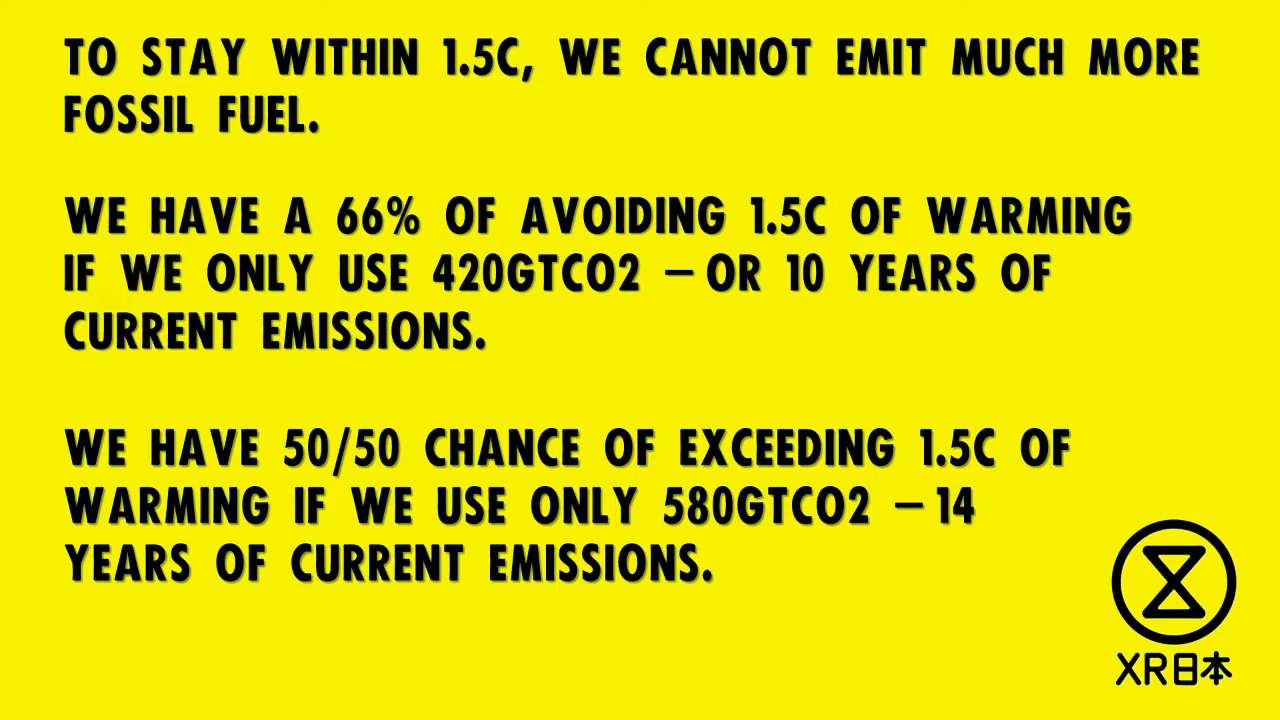 TO STAY WITHIN 1.5C, WE CANNOT EMIT MUCH MORE
FOSSIL FUEL.
WE HAVE A 66% OF AVOIDING 1.5C OF WARMING
IF WE ONLY USE 420GTCO2 – OR 10 YEARS OF
CURRENT EMISSIONS.
WE HAVE 50/50 CHANCE OF EXCEEDING 1.5C OF
WARMING IF WE USE ONLY 580GTCO2 – 14
YEARS OF CURRENT EMISSIONS.
XR日本